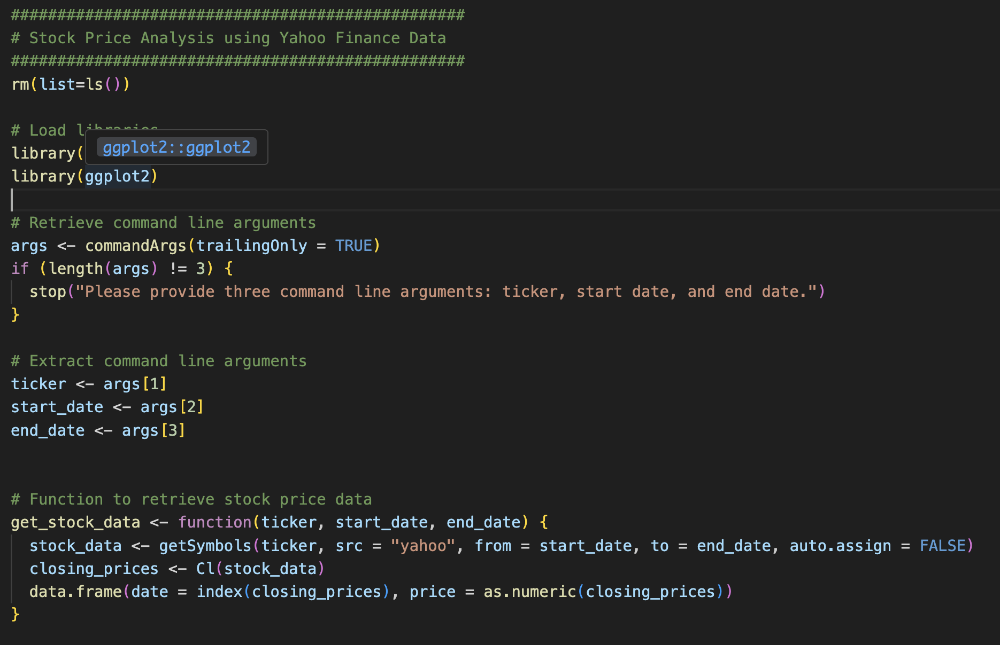 #################################################
# Stock Price Analysis using Yahoo Finance Data
#################################################
rm(list=ls())
# Load libraries
ggplot2::ggplot2
library(
library(ggplot2)
# Retrieve command line arguments
args <- commandArgs(trailingOnly = TRUE)
if (length(args) != 3) {
  stop("Please provide three command line arguments: ticker, start date, and end date.")
}
# Extract command line arguments
ticker <- args[1]
start_date <- args[2]
end_date <- args[3]
# Function to retrieve stock price data
get_stock_data <- function(ticker, start_date, end_date) {
  stock_data <- getSymbols(ticker, src = "yahoo", from = start_date, to = end_date, auto.assign = FALSE)
  closing_prices <- Cl(stock_data)
  data.frame(date = index(closing_prices), price = as.numeric(closing_prices))
}